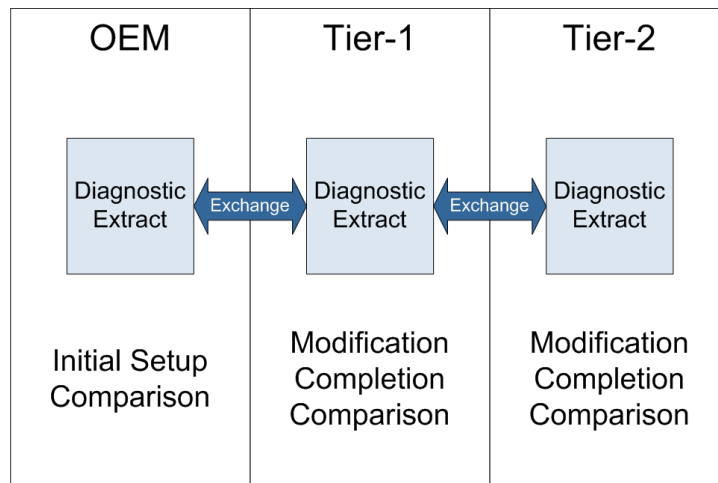 OEM
Tier-1
Tier-2
Diagnostic
Extract
Exchange
Diagnostic
Extract
Exchange
Diagnostic
Extract
Initial Setup
Comparison
Modification
Completion
Comparison
Modification
Completion
Comparison